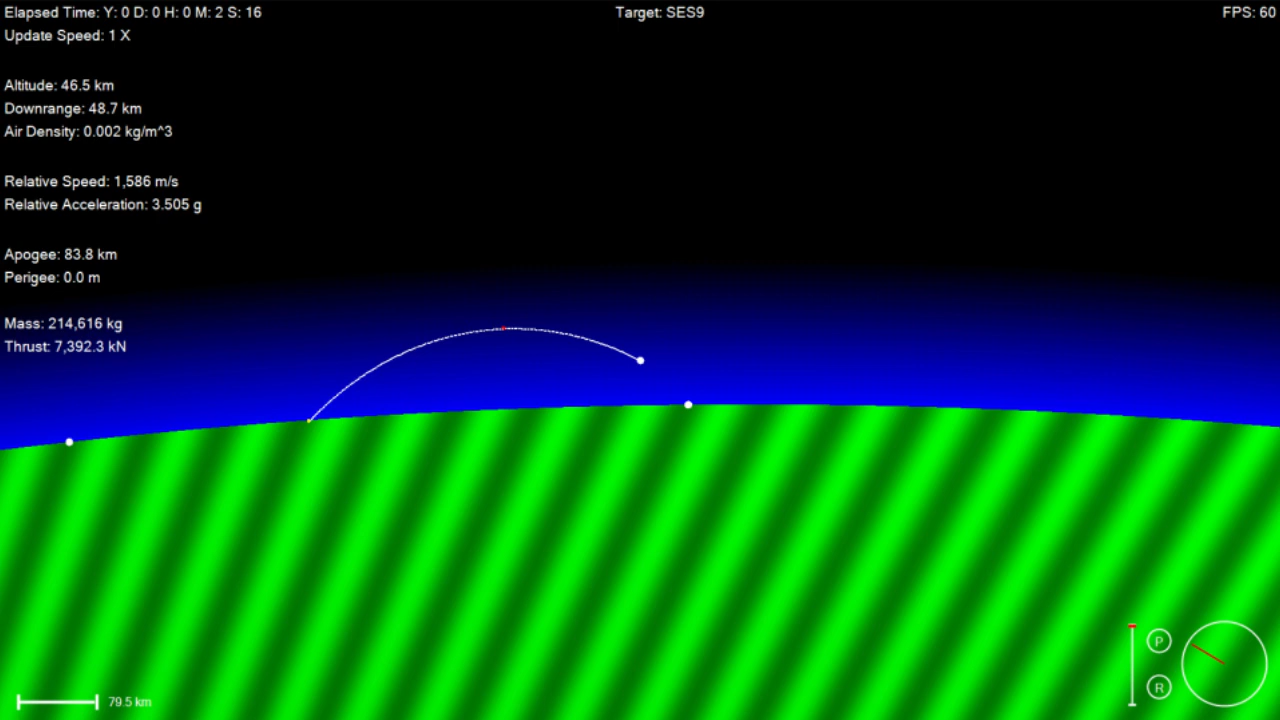 Elapsed Time: Y: 0 D: 0 H: 0 M: 2 S: 16
Target: SES9
FPS: 60
Update Speed: 1 X
Altitude: 46.5 km
Downrange: 48.7 km
Air Density: 0.002 kg/m^3
Relative Speed: 1,586 m/s
Relative Acceleration: 3.505 g
Apogee: 83.8 km
Perigee: 0.0 m
Mass: 214,616 kg
Thrust: 7,392.3 kN
P
R
79.5 km